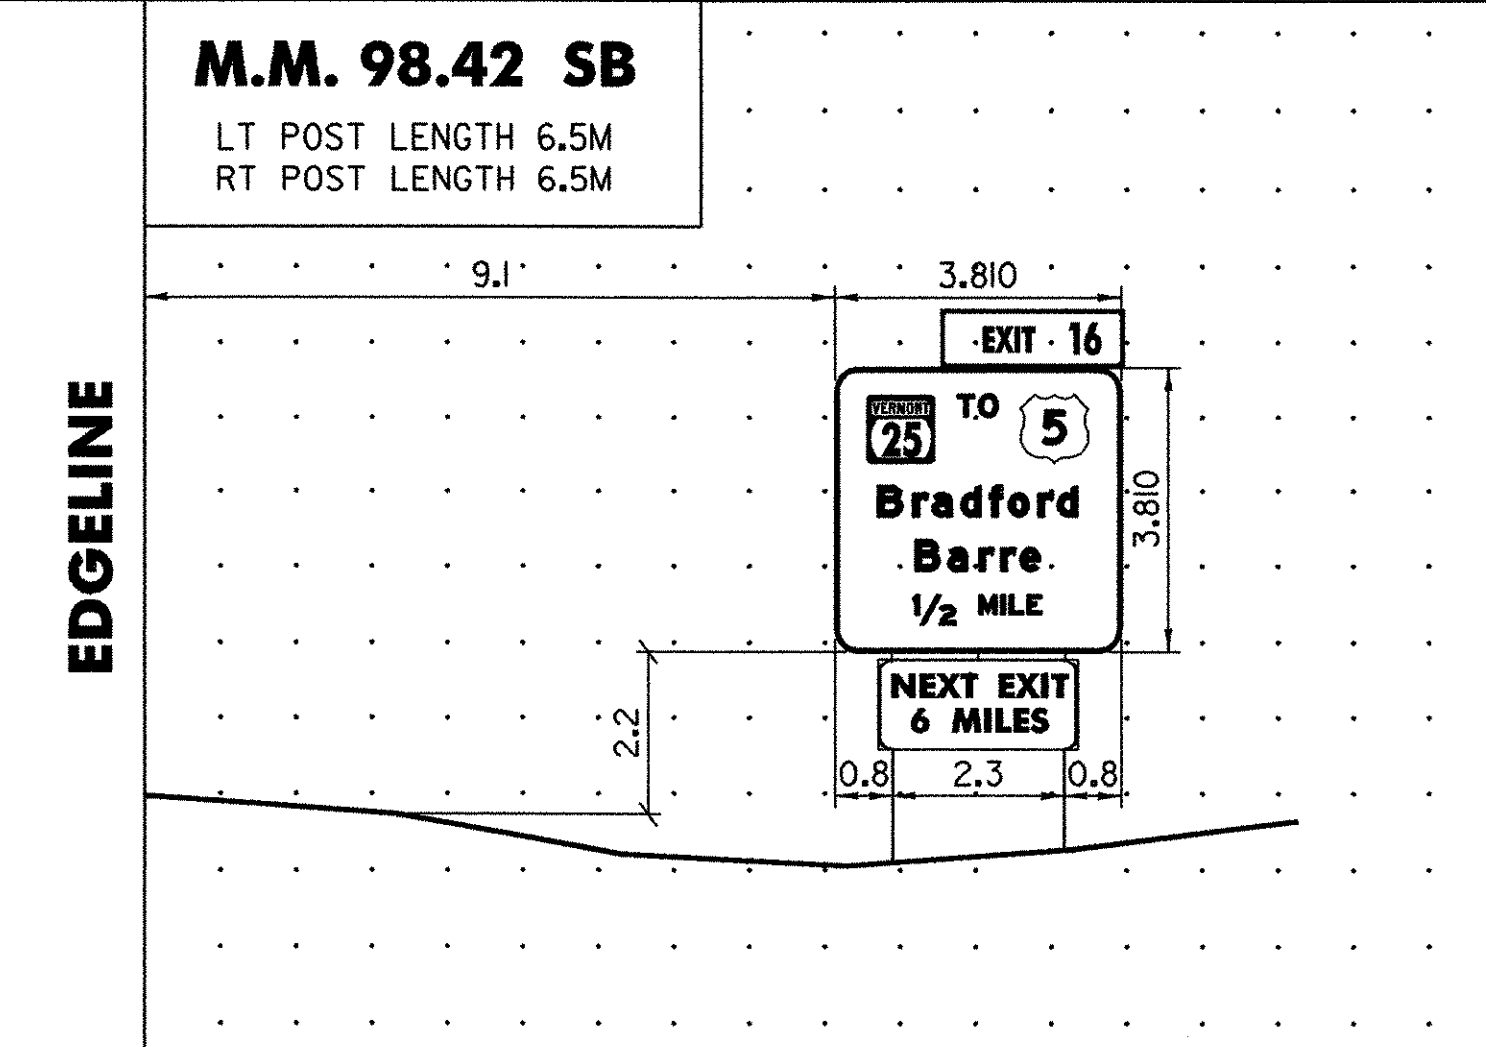 M.M. 98.42 SB
LT POST LENGTH 6.5M
RT POST LENGTH 6.5M
9.1
3.810
EXIT 16
EDGELINE
VERNONT
25
TO
5
Bradford
Barre
1/2 MILE
3.810
2.2
NEXT EXIT
6 MILES
0.8
2.3
0.8